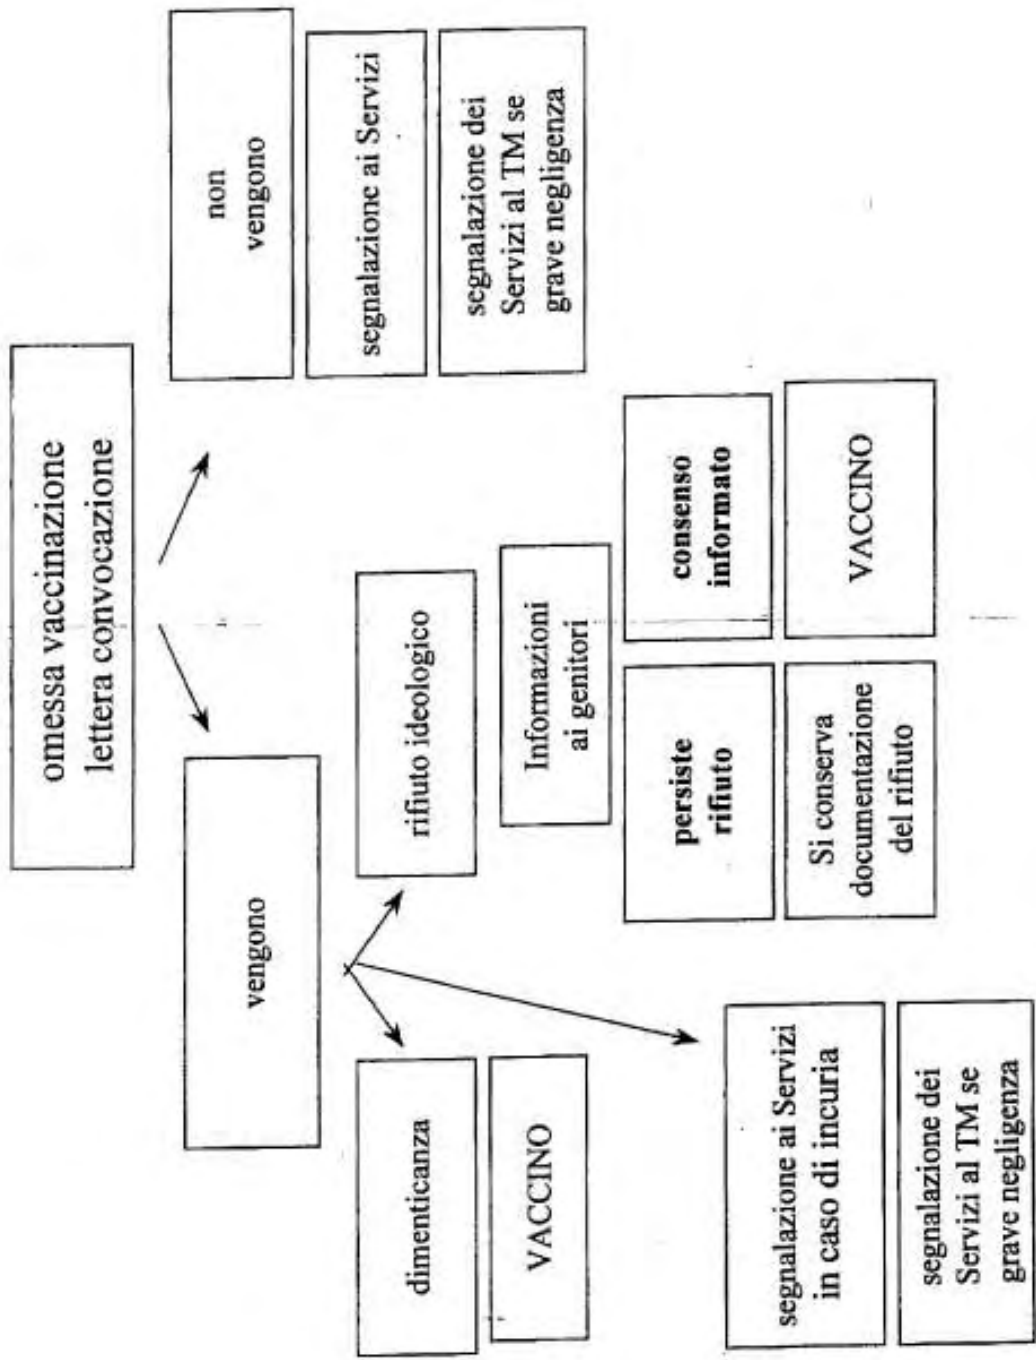 omessa vaccinazione
lettera convocazione
vengono
non
vengono
segnalazione ai Servizi
segnalazione dei
Servizi al TM se
grave negligenza
dimenticanza
VACCINO
rifiuto ideologico
Informazioni
ai genitori
persiste
rifiuto
Si conserva
documentazione
del rifiuto
consenso
informato
VACCINO
segnalazione ai Servizi
in caso di incuria
segnalazione dei
Servizi al TM se
grave negligenza